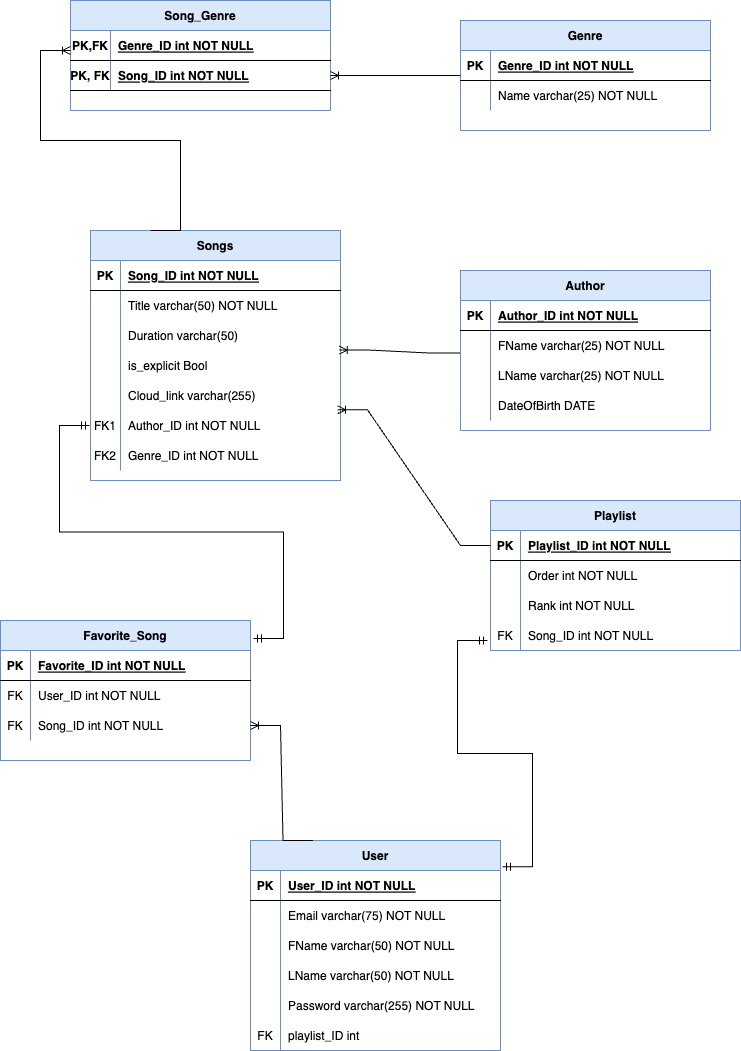 Song_Genre
PK,FK Genre_ID int NOT NULL
PK, FK Song_ID int NOT NULL
Genre
PK Genre_ID int NOT NULL
Name varchar(25) NOT NULL
Songs
PK Song_ID int NOT NULL
Title varchar(50) NOT NULL
Duration varchar(50)
is_explicit Bool
Cloud_link varchar(255)
FK1 Author_ID int NOT NULL
FK2 Genre_ID int NOT NULL
Author
PK Author_ID int NOT NULL
FName varchar(25) NOT NULL
LName varchar(25) NOT NULL
DateOfBirth DATE
Playlist
PK Playlist_ID int NOT NULL
Order int NOT NULL
Rank int NOT NULL
FK Song_ID int NOT NULL
Favorite_Song
PK Favorite_ID int NOT NULL
FK User_ID int NOT NULL
FK Song_ID int NOT NULL
User
PK User_ID int NOT NULL
Email varchar(75) NOT NULL
FName varchar(50) NOT NULL
LName varchar(50) NOT NULL
Password varchar(255) NOT NULL
FK playlist_ID int